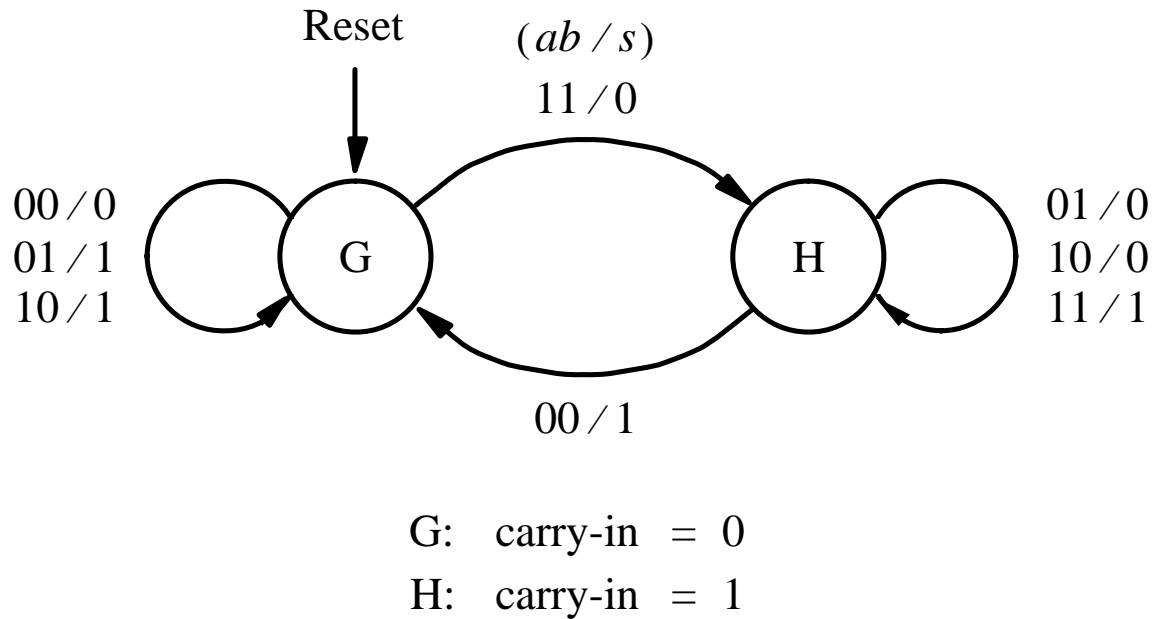 Reset
(ab / s)
11 / 0
00 / 0
01 / 1
10 / 1
G
H
01 / 0
10 / 0
11 / 1
00 / 1
G: carry-in = 0
H: carry-in = 1